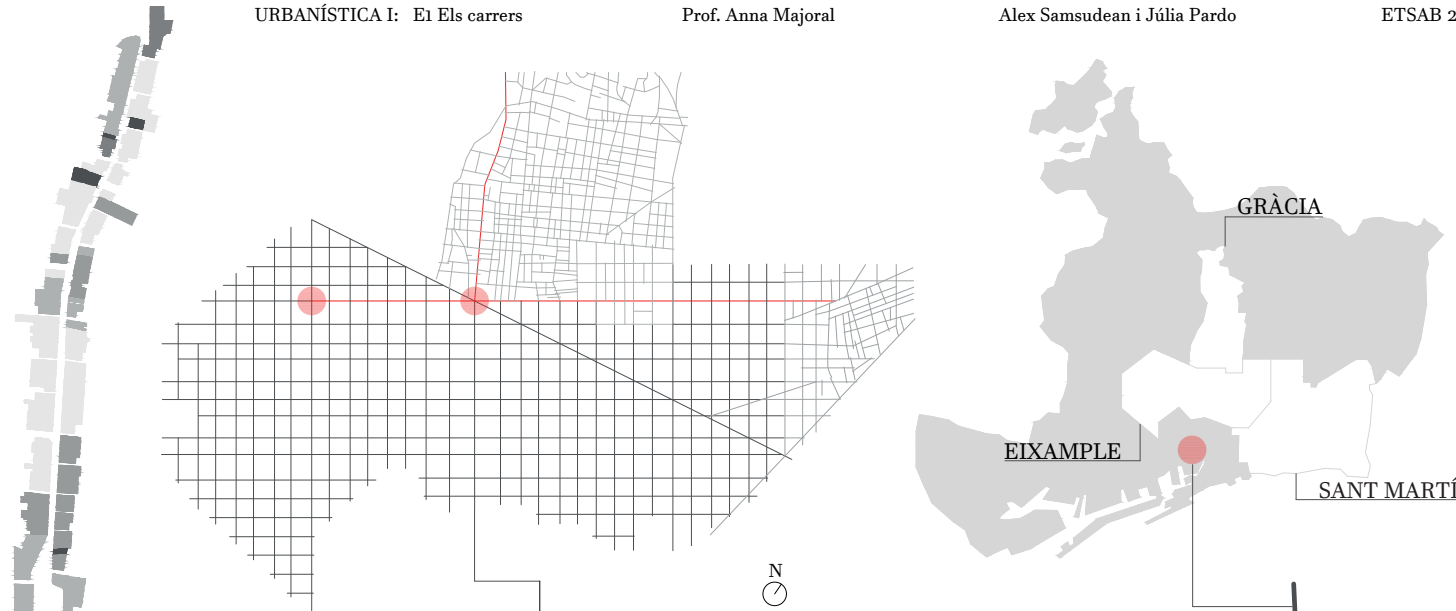 URBANÍSTICA I: E1 Els carrers Prof. Anna Majoral Alex Samsudean i Júlia Pardo ETSAB 2
GRÀCIA
EIXAMPLE
SANT MARTÍ
N